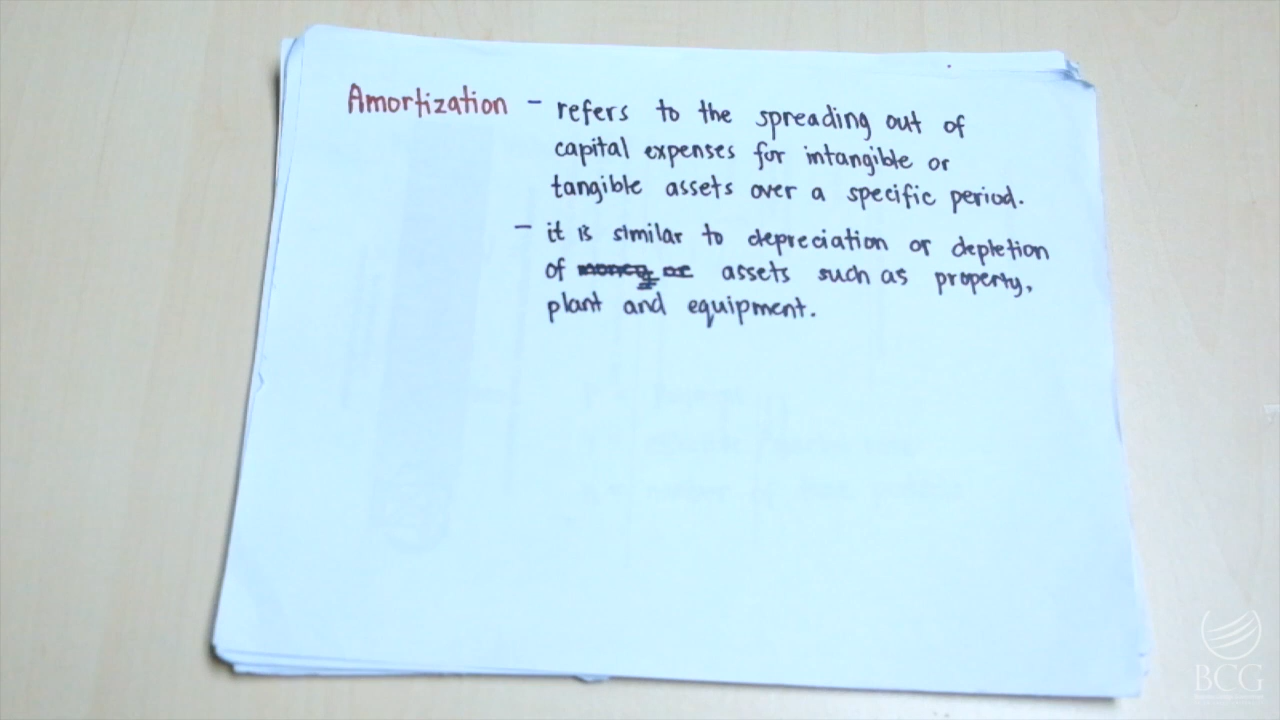 Amortization - refers to the spreading out of
capital expenses for intangible or
tangible assets over a specific period.
- it is similar to depreciation or depletion
of assets such as property,
plant and equipment.
BCG